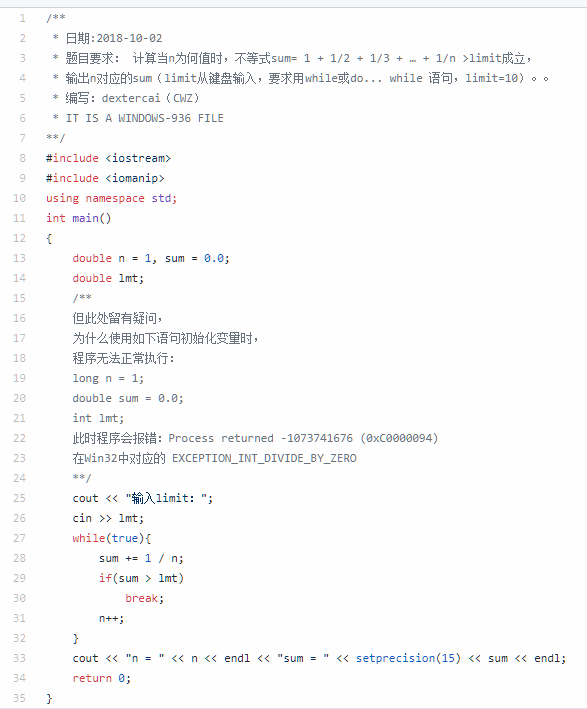 1 /**
2 * 日期:2018-10-02
3 * 题目要求: 计算当n为何值时，不等式sum= 1 + 1/2 + 1/3 + … + 1/n >limit成立，
4 * 输出n对应的sum（limit从键盘输入，要求用while或do... while 语句，limit=10）。。
5 * 编写：dextercai（CWZ）
6 * IT IS A WINDOWS-936 FILE
7 **/
8 #include <iostream>
9 #include <iomanip>
10 using namespace std;
11 int main()
12 {
13 double n = 1, sum = 0.0;
14 double lmt;
15 /**
16 但此处留有疑问，
17 为什么使用如下语句初始化变量时，
18 程序无法正常执行：
19 long n = 1;
20 double sum = 0.0;
21 int lmt;
22 此时程序会报错：Process returned -1073741676 (0xC0000094)
23 在Win32中对应的 EXCEPTION_INT_DIVIDE_BY_ZERO
24 **/
25 cout << "输入limit：";
26 cin >> lmt;
27 while(true){
28 sum += 1 / n;
29 if(sum > lmt)
30 break;
31 n++;
32 }
33 cout << "n = " << n << endl << "sum = " << setprecision(15) << sum << endl;
34 return 0;
35 }